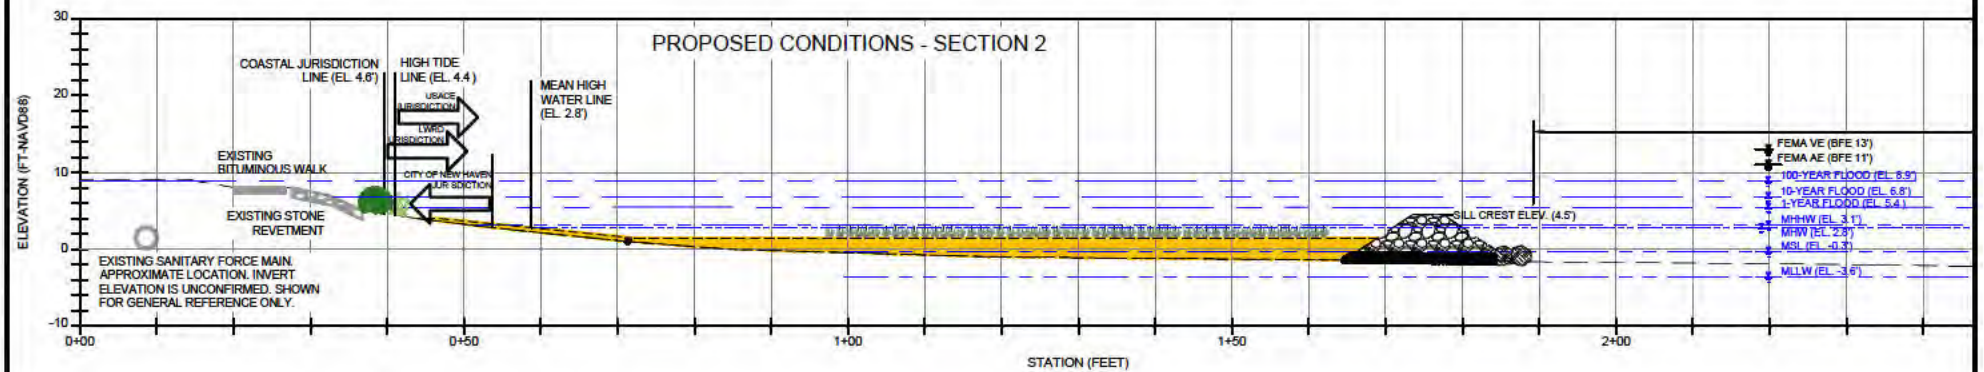 PROPOSED CONDITIONS - SECTION 2
30
20
10
0
-10
ELEVATION (FT-NAVD88)
COASTAL JURISDICTION
LINE (EL. 4.6')
HIGH TIDE
LINE (EL. 4.4 )
USACE
JURISDICTION
LWRD
URISDICTION
CITY OF NEW HAVEN
JUR SDICTION
MEAN HIGH
WATER LINE
(EL. 2.8')
EXISTING
BITUMINOUS WALK
EXISTING STONE
REVETMENT
EXISTING SANITARY FORCE MAIN.
APPROXIMATE LOCATION. INVERT
ELEVATION IS UNCONFIRMED. SHOWN
FOR GENERAL REFERENCE ONLY.
SILL CREST ELEV. (4.5')
FEMA VE (BFE 13')
FEMA AE (BFE 11')
100-YEAR FLOOD (EL. 8.9')
10-YEAR FLOOD (EL. 6.8')
1-YEAR FLOOD (EL. 5.4 )
MHHW (EL. 3.1')
MHW (EL. 2.8')
MSL (EL. -0.3')
MLLW (EL. -3.6')
0+00
0+50
1+00
1+50
2+00
STATION (FEET)